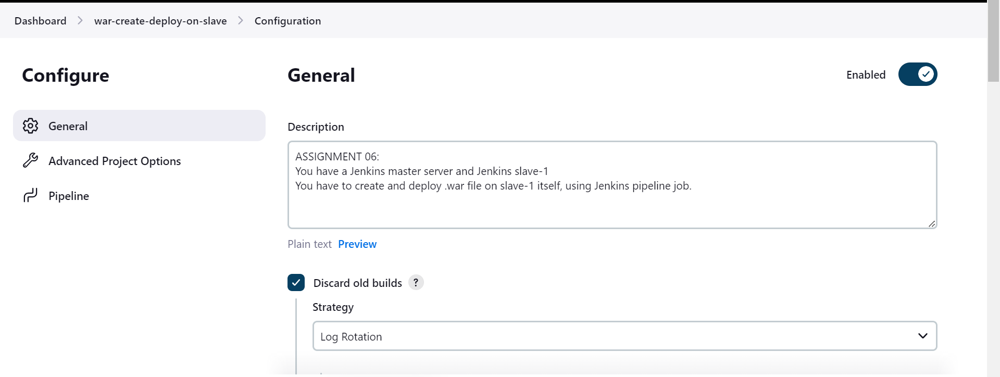 Dashboard > war-create-deploy-on-slave > Configuration
Configure
General
Advanced Project Options
Pipeline
General
Enabled
Description
ASSIGNMENT 06:
You have a Jenkins master server and Jenkins slave-1
You have to create and deploy .war file on slave-1 itself, using Jenkins pipeline job.
Plain text Preview
Discard old builds ?
Strategy
Log Rotation